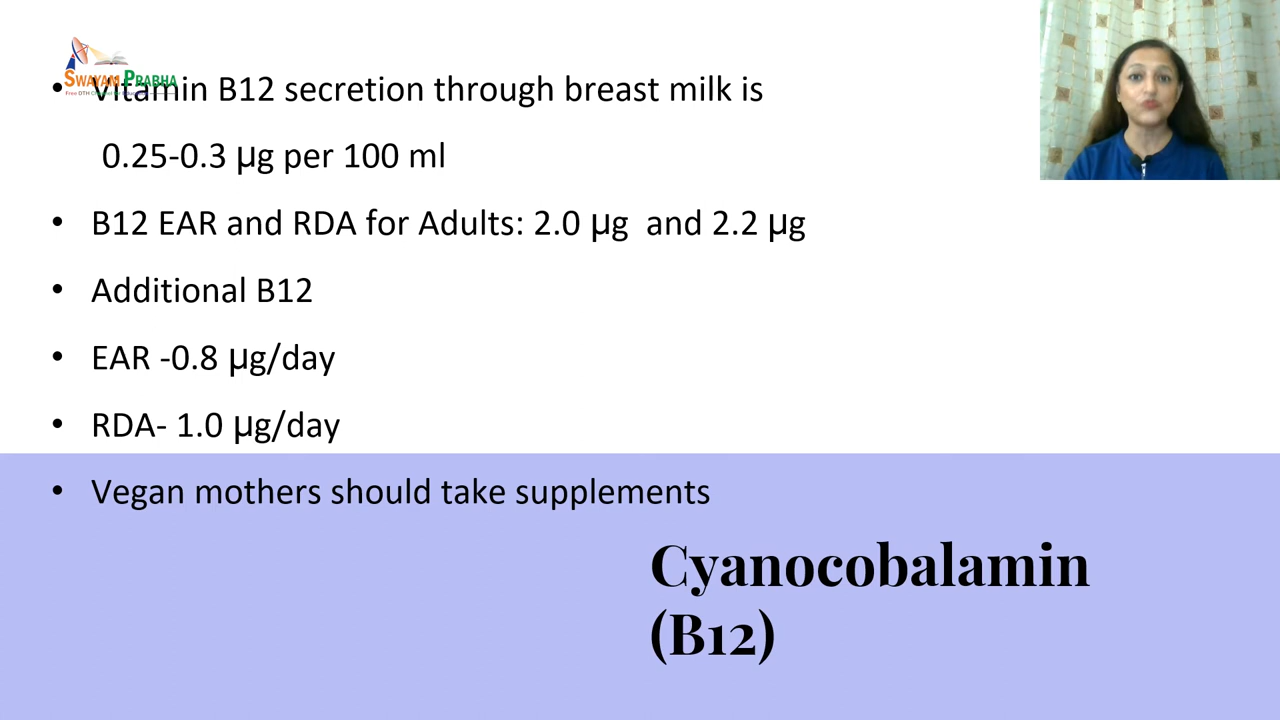 SWAYAM PRABHA
• Vitamin B12 secretion through breast milk is
0.25-0.3 µg per 100 ml
• B12 EAR and RDA for Adults: 2.0 µg and 2.2 µg
• Additional B12
• EAR -0.8 µg/day
• RDA- 1.0 µg/day
• Vegan mothers should take supplements
Cyanocobalamin
(B12)